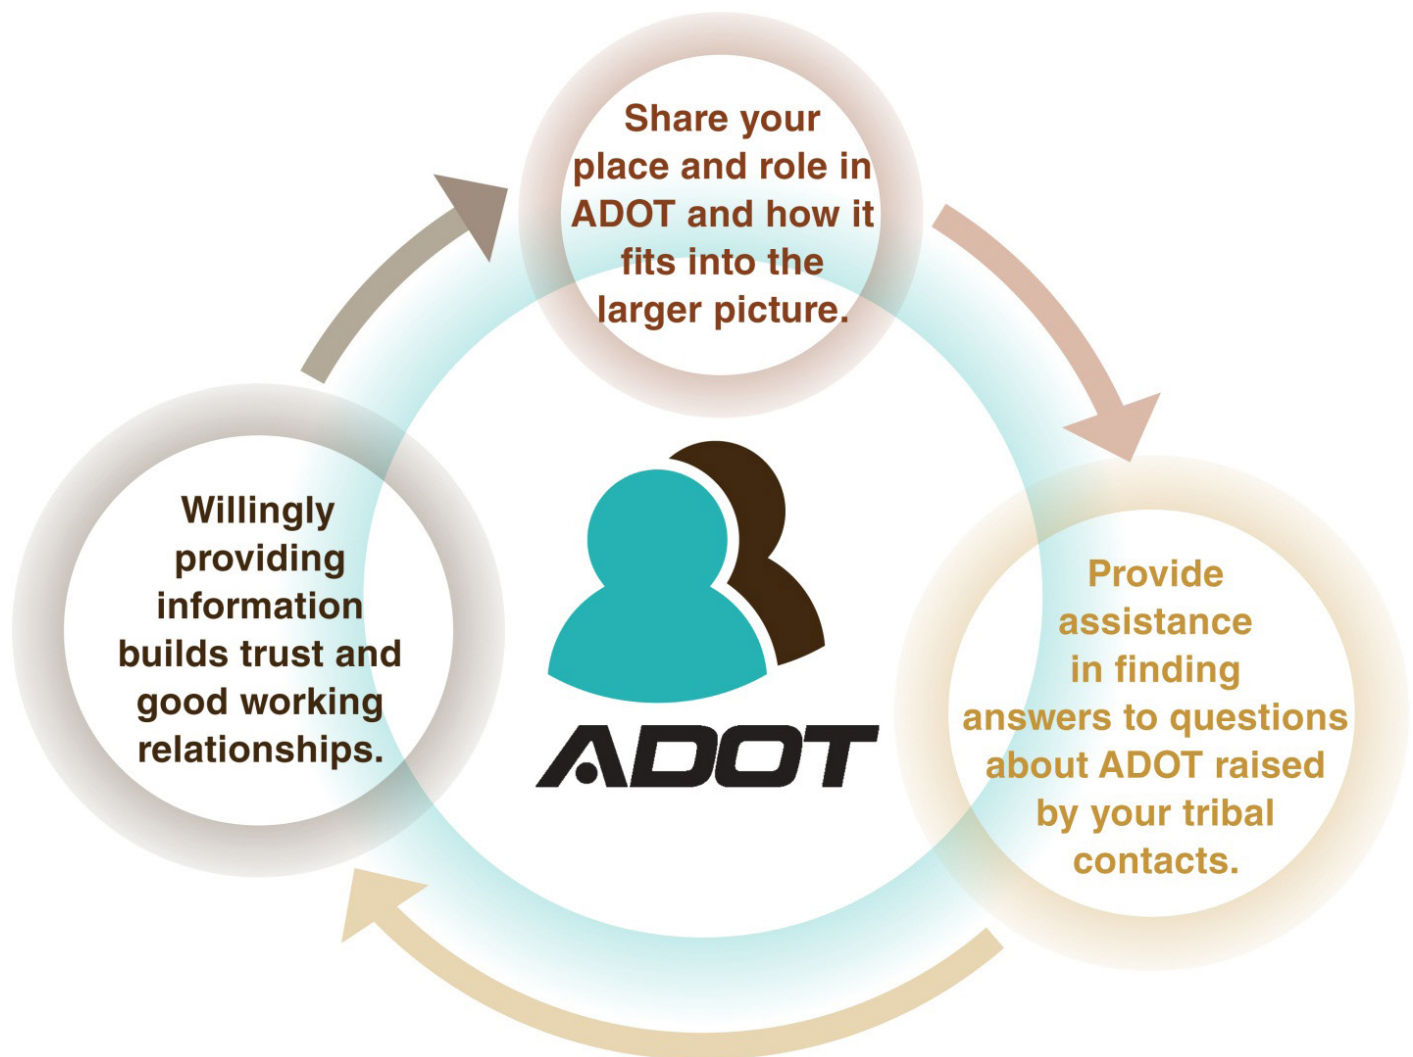 Share your
place and role in
ADOT and how it
fits into the
larger picture.
Provide
assistance
in finding
answers to questions
about ADOT raised
by your tribal
contacts.
Willingly
providing
information
builds trust and
good working
relationships.
ADOT